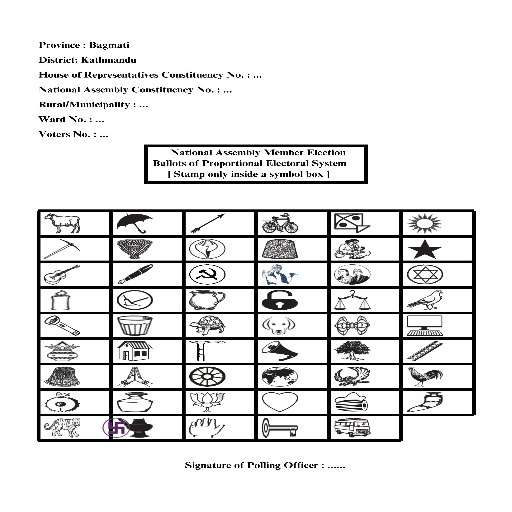 Province : Bagmati
District: Kathmandu
House of Representatives Constituency No. : ...
National Assembly Constituency No. : ...
Rural/Municipality : ...
Ward No. : ...
Voters No. : ...
National Assembly Member Election
Ballots of Proportional Electoral System
[ Stamp only inside a symbol box ]
Signature of Polling Officer : ......